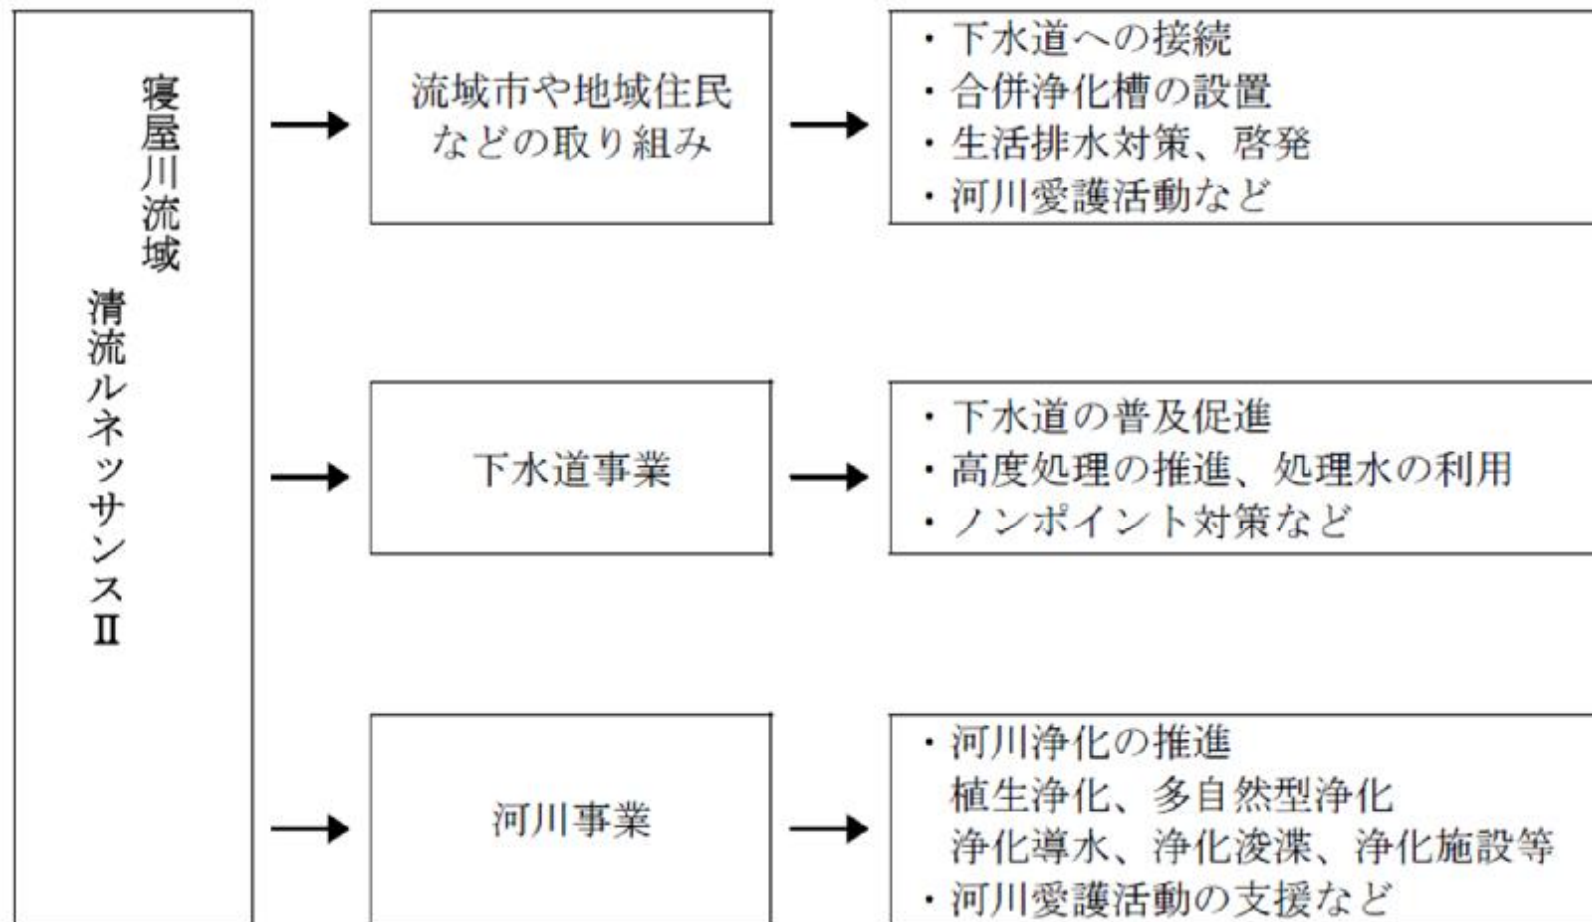 寝屋川流域
清流ルネッサンスⅡ
流域市や地域住民
などの取り組み
・下水道への接続
・合併浄化槽の設置
・生活排水対策、啓発
・河川愛護活動など
下水道事業
・下水道の普及促進
・高度処理の推進、処理水の利用
・ノンポイント対策など
河川事業
・河川浄化の推進
植生浄化、多自然型浄化
浄化導水、浄化浚渫、浄化施設等
・河川愛護活動の支援など